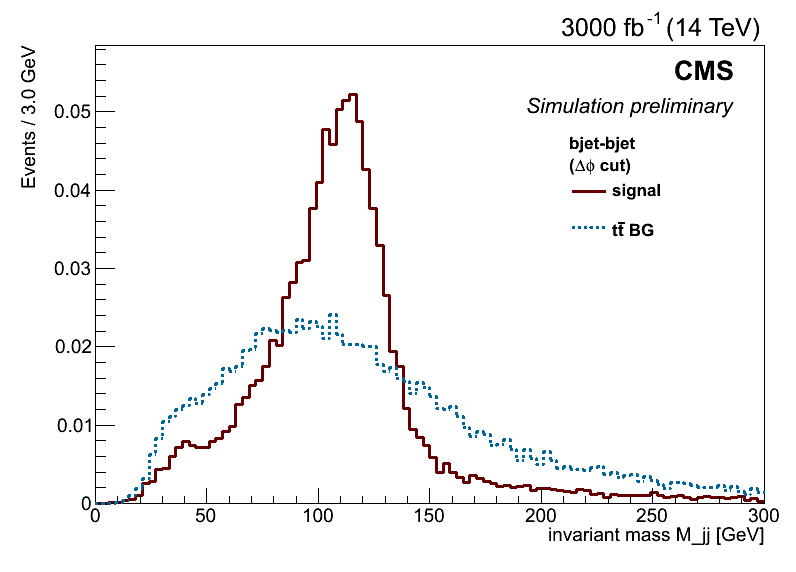 3000 fb⁻¹ (14 TeV)
Events / 3.0 GeV
CMS
Simulation preliminary
bjet-bjet
(Δϕ cut)
signal
tt̄ BG
0.05
0.04
0.03
0.02
0.01
0
0 50 100 150 200 250 300
invariant mass M_jj [GeV]